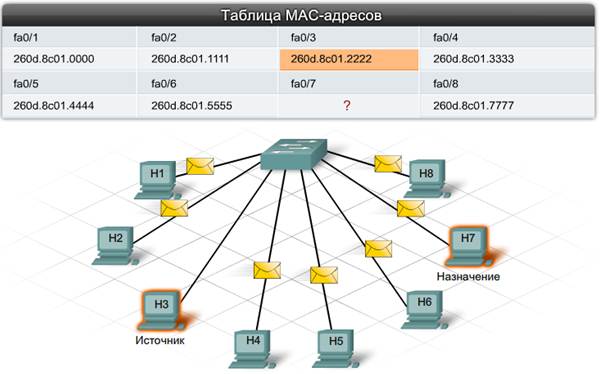 Таблица MAC-адресов
fa0/1 fa0/2 fa0/3 fa0/4
260d.8c01.0000 260d.8c01.1111 260d.8c01.2222 260d.8c01.3333
fa0/5 fa0/6 fa0/7 fa0/8
260d.8c01.4444 260d.8c01.5555 ? 260d.8c01.7777
H1
H8
H2
H7
Назначение
H3
H6
Источник
H4
H5